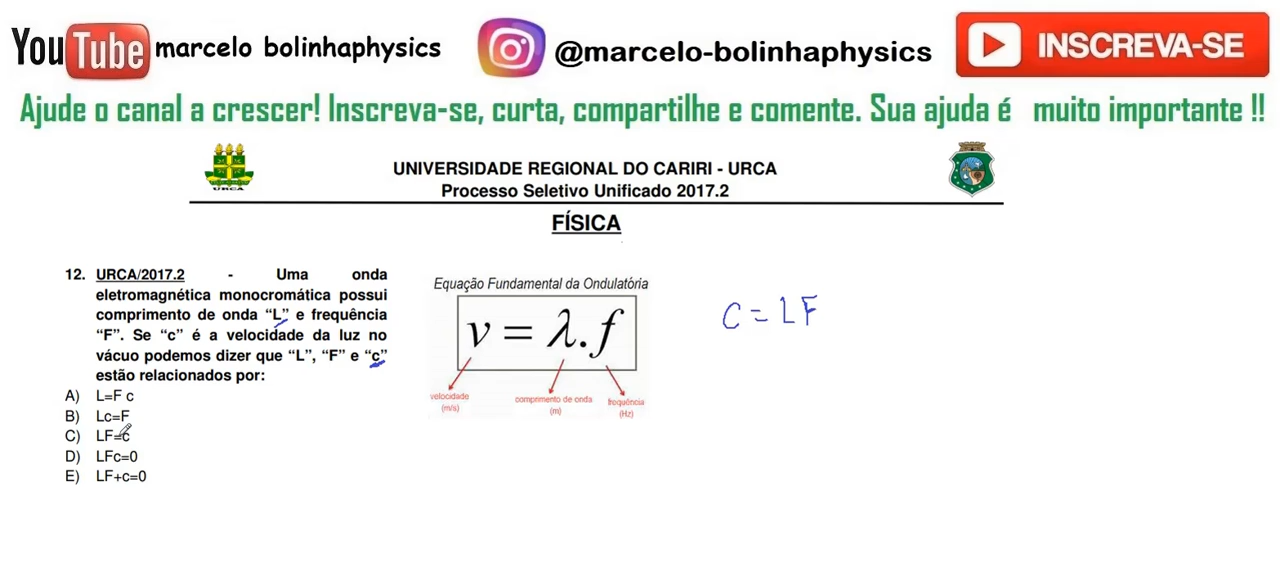 YouTube marcelo bolinhaphysics @marcelo-bolinhaphysics INSCREVA-SE
Ajude o canal a crescer! Inscreva-se, curta, compartilhe e comente. Sua ajuda é muito importante !!
URCA
UNIVERSIDADE REGIONAL DO CARIRI - URCA
Processo Seletivo Unificado 2017.2
FÍSICA
12. URCA/2017.2 - Uma onda
eletromagnética monocromática possui
comprimento de onda “L” e frequência
“F”. Se “c” é a velocidade da luz no
vácuo podemos dizer que “L”, “F” e “c”
estão relacionados por:
A) L=F c
B) Lc=F
C) LF=c
D) LFc=0
E) LF+c=0
Equação Fundamental da Ondulatória
v = λ.f
velocidade
(m/s)
comprimento de onda
(m)
frequência
(Hz)
C = LF